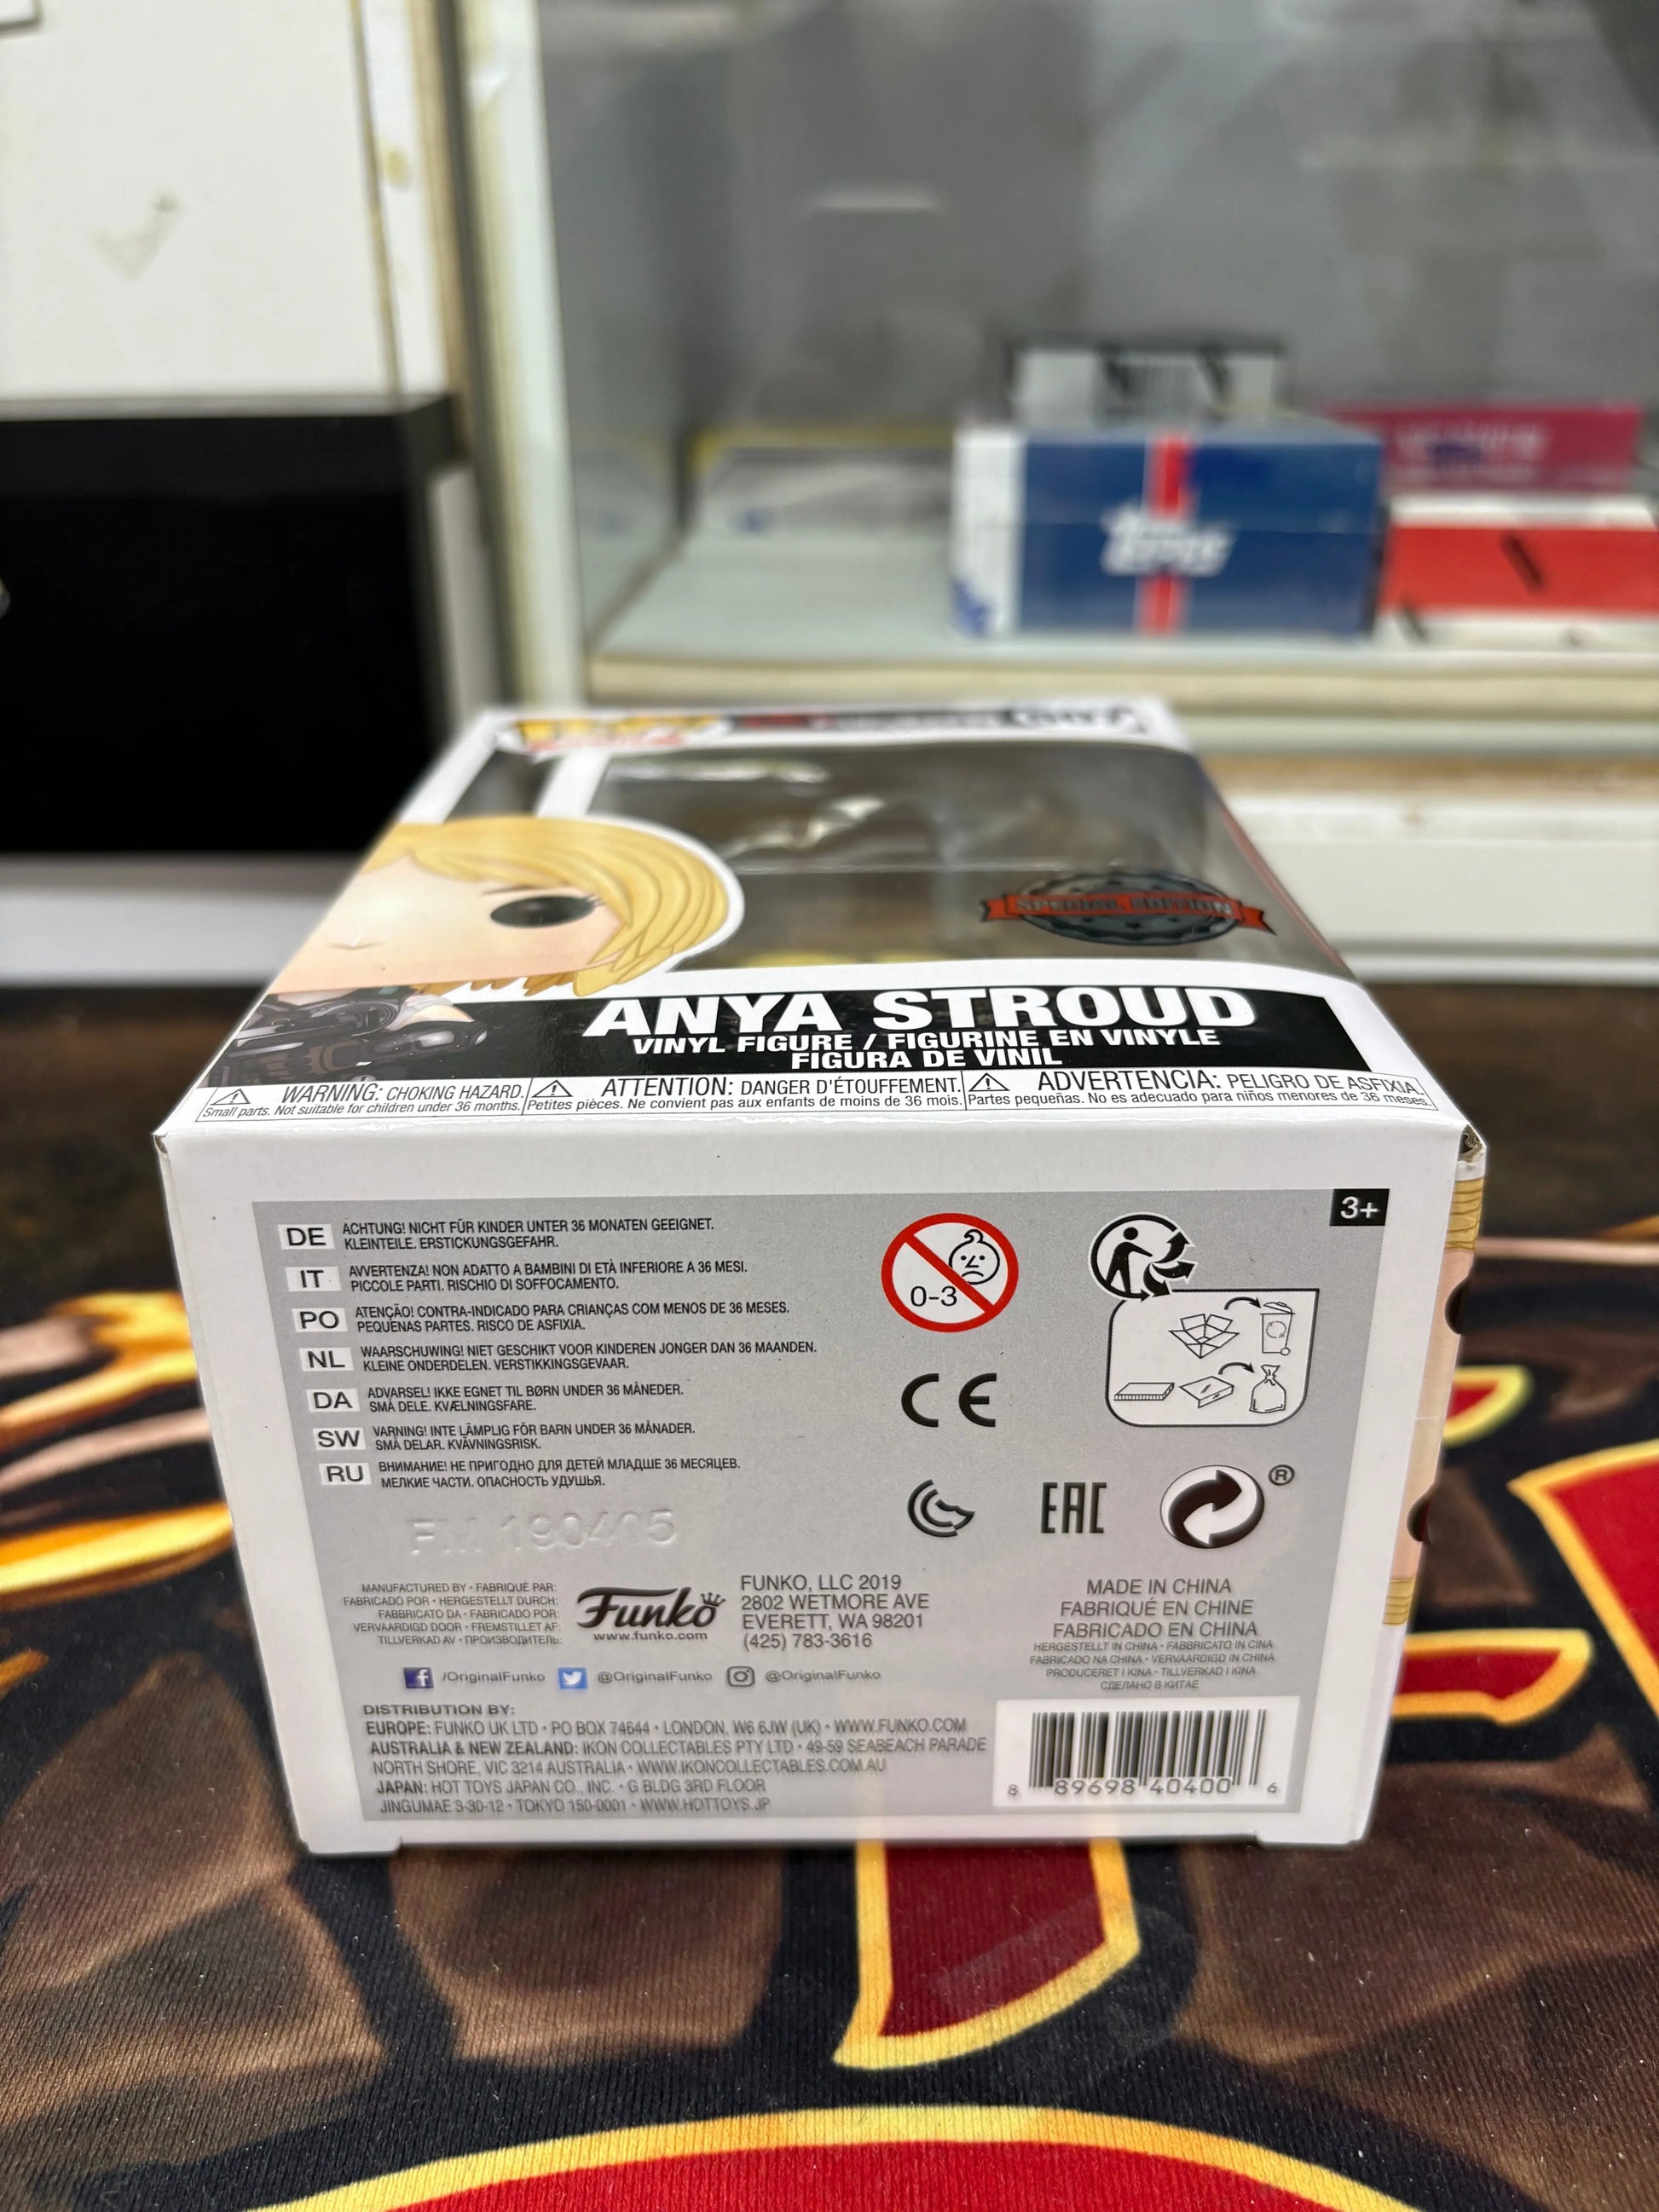 topps
SPECIAL EDITION
ANYA STROUD
VINYL FIGURE / FIGURINE EN VINYLE
FIGURA DE VINIL
WARNING: CHOKING HAZARD.
Small parts. Not suitable for children under 36 months.
ATTENTION: DANGER D'ÉTOUFFEMENT.
Petites pièces. Ne convient pas aux enfants de moins de 36 mois.
ADVERTENCIA: PELIGRO DE ASFIXIA.
Partes pequeñas. No es adecuado para niños menores de 36 meses.
3+
DE ACHTUNG! NICHT FÜR KINDER UNTER 36 MONATEN GEEIGNET.
KLEINTEILE. ERSTICKUNGSGEFAHR.
IT AVVERTENZA! NON ADATTO A BAMBINI DI ETÀ INFERIORE A 36 MESI.
PICCOLE PARTI. RISCHIO DI SOFFOCAMENTO.
PO ATENÇÃO! CONTRA-INDICADO PARA CRIANÇAS COM MENOS DE 36 MESES.
PEQUENAS PARTES. RISCO DE ASFIXIA.
NL WAARSCHUWING! NIET GESCHIKT VOOR KINDEREN JONGER DAN 36 MAANDEN.
KLEINE ONDERDELEN. VERSTIKKINGSGEVAAR.
DA ADVARSEL! IKKE EGNET TIL BØRN UNDER 36 MÅNEDER.
SMÅ DELE. KVÆLNINGSFARE.
SW VARNING! INTE LÄMPLIG FÖR BARN UNDER 36 MÅNADER.
SMÅ DELAR. KVÄVNINGSRISK.
RU ВНИМАНИЕ! НЕ ПРИГОДНО ДЛЯ ДЕТЕЙ МЛАДШЕ 36 МЕСЯЦЕВ.
МЕЛКИЕ ЧАСТИ. ОПАСНОСТЬ УДУШЬЯ.
0-3
CE
EAC
®
FM 190405
MANUFACTURED BY • FABRIQUÉ PAR:
FABRICADO POR • HERGESTELLT DURCH:
FABBRICATO DA • FABRICADO POR:
VERVAARDIGD DOOR • FREMSTILLET AF:
TILLVERKAD AV • ПРОИЗВОДИТЕЛЬ:
Funko
www.funko.com
FUNKO, LLC 2019
2802 WETMORE AVE
EVERETT, WA 98201
(425) 783-3616
MADE IN CHINA
FABRIQUÉ EN CHINE
FABRICADO EN CHINA
HERGESTELLT IN CHINA • FABBRICATO IN CINA
FABRICADO NA CHINA • VERVAARDIGD IN CHINA
PRODUCERET I KINA • TILLVERKAD I KINA
СДЕЛАНО В КИТАЕ
/OriginalFunko @OriginalFunko @OriginalFunko
DISTRIBUTION BY:
EUROPE: FUNKO UK LTD • PO BOX 74644 • LONDON, W6 6JW (UK) • WWW.FUNKO.COM
AUSTRALIA & NEW ZEALAND: IKON COLLECTABLES PTY LTD • 49-59 SEABEACH PARADE
NORTH SHORE, VIC 3214 AUSTRALIA • WWW.IKONCOLLECTABLES.COM.AU
JAPAN: HOT TOYS JAPAN CO., INC. • G BLDG 3RD FLOOR
JINGUMAE 3-30-12 • TOKYO 150-0001 • WWW.HOTTOYS.JP
8 89698 40400 6